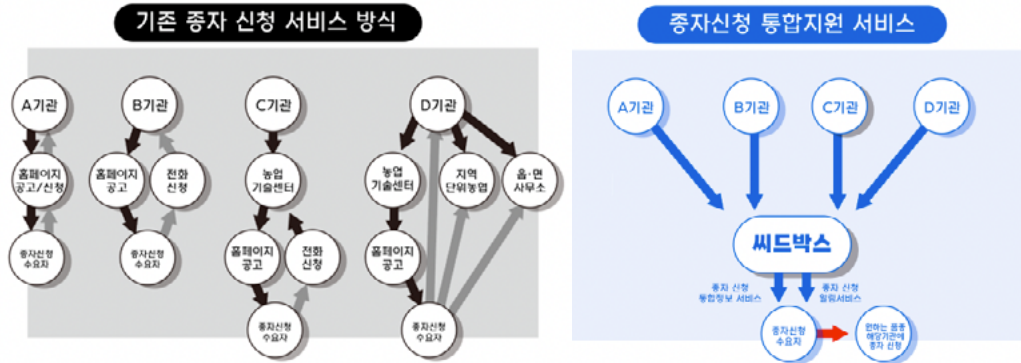 기존 종자 신청 서비스 방식
A기관
B기관
C기관
D기관
홈페이지
공고/신청
홈페이지
공고
전화
신청
농업
기술센터
농업
기술센터
지역
단위농업
읍·면
사무소
종자신청
수요자
종자신청
수요자
홈페이지
공고
전화
신청
홈페이지
공고
종자신청
수요자
종자신청
수요자
종자신청 통합지원 서비스
A기관
B기관
C기관
D기관
씨드박스
종자 신청
통합정보 서비스
종자 신청
알림서비스
종자신청
수요자
원하는 품종
해당기관에
종자 신청